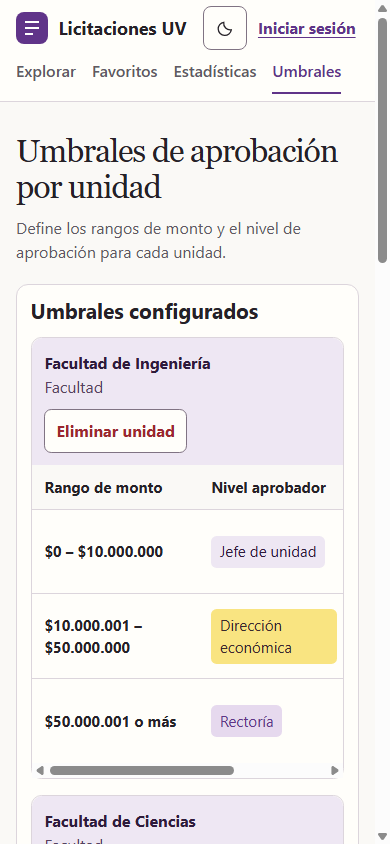 Licitaciones UV
Iniciar sesión
Explorar Favoritos Estadísticas Umbrales
Umbrales de aprobación
por unidad
Define los rangos de monto y el nivel de
aprobación para cada unidad.
Umbrales configurados
Facultad de Ingeniería
Facultad
Eliminar unidad
Rango de monto Nivel aprobador
$0 – $10.000.000 Jefe de unidad
$10.000.001 –
$50.000.000
Dirección
económica
$50.000.001 o más Rectoría
Facultad de Ciencias
Facultad